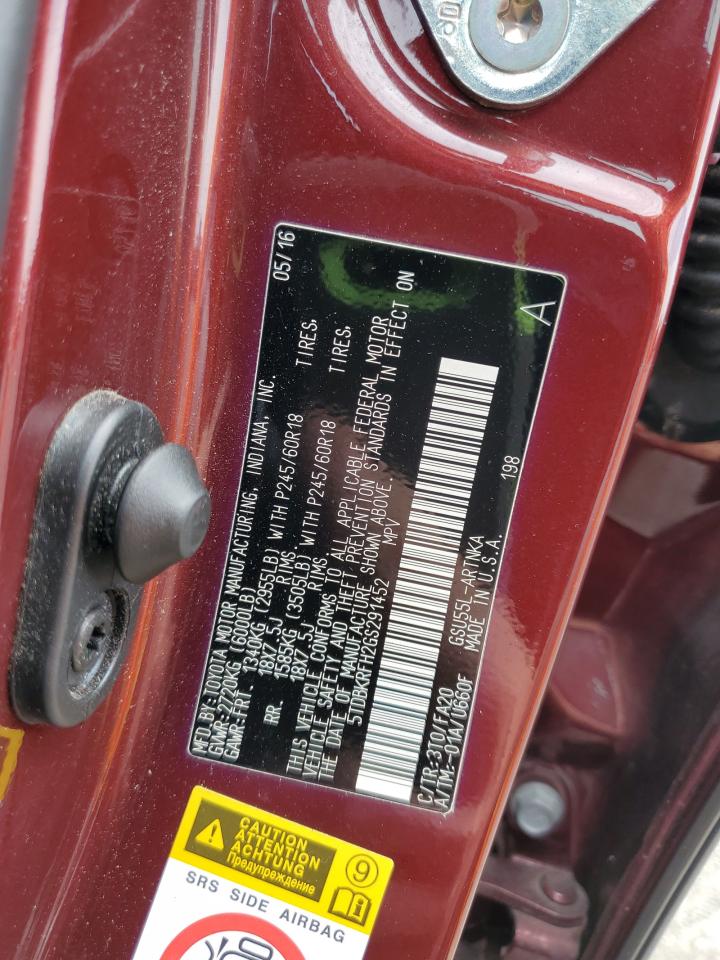 MFD.BY:TOYOTA MOTOR MANUFACTURING, INDIANA, INC. 05/16
GVWR:2720KG (6000LB)
GAWR:FRT. 1340KG (2955LB) WITH P245/60R18 TIRES,
18X7.5J RIMS
RR. 1585KG (3905LB) WITH P245/60R18 TIRES,
18X7.5J RIMS
THIS VEHICLE CONFORMS TO ALL APPLICABLE FEDERAL MOTOR
VEHICLE SAFETY AND THEFT PREVENTION STANDARDS IN EFFECT ON
THE DATE OF MANUFACTURE SHOWN ABOVE.
5TDBKRFH2GS291452 MPV
C/TR:3T0/FA20 GSU55L-ARTNKA
A/TM:-01A/U660F MADE IN U.S.A. 198 A
CAUTION
ATTENTION
ACHTUNG
Предупреждение
9
SRS SIDE AIRBAG